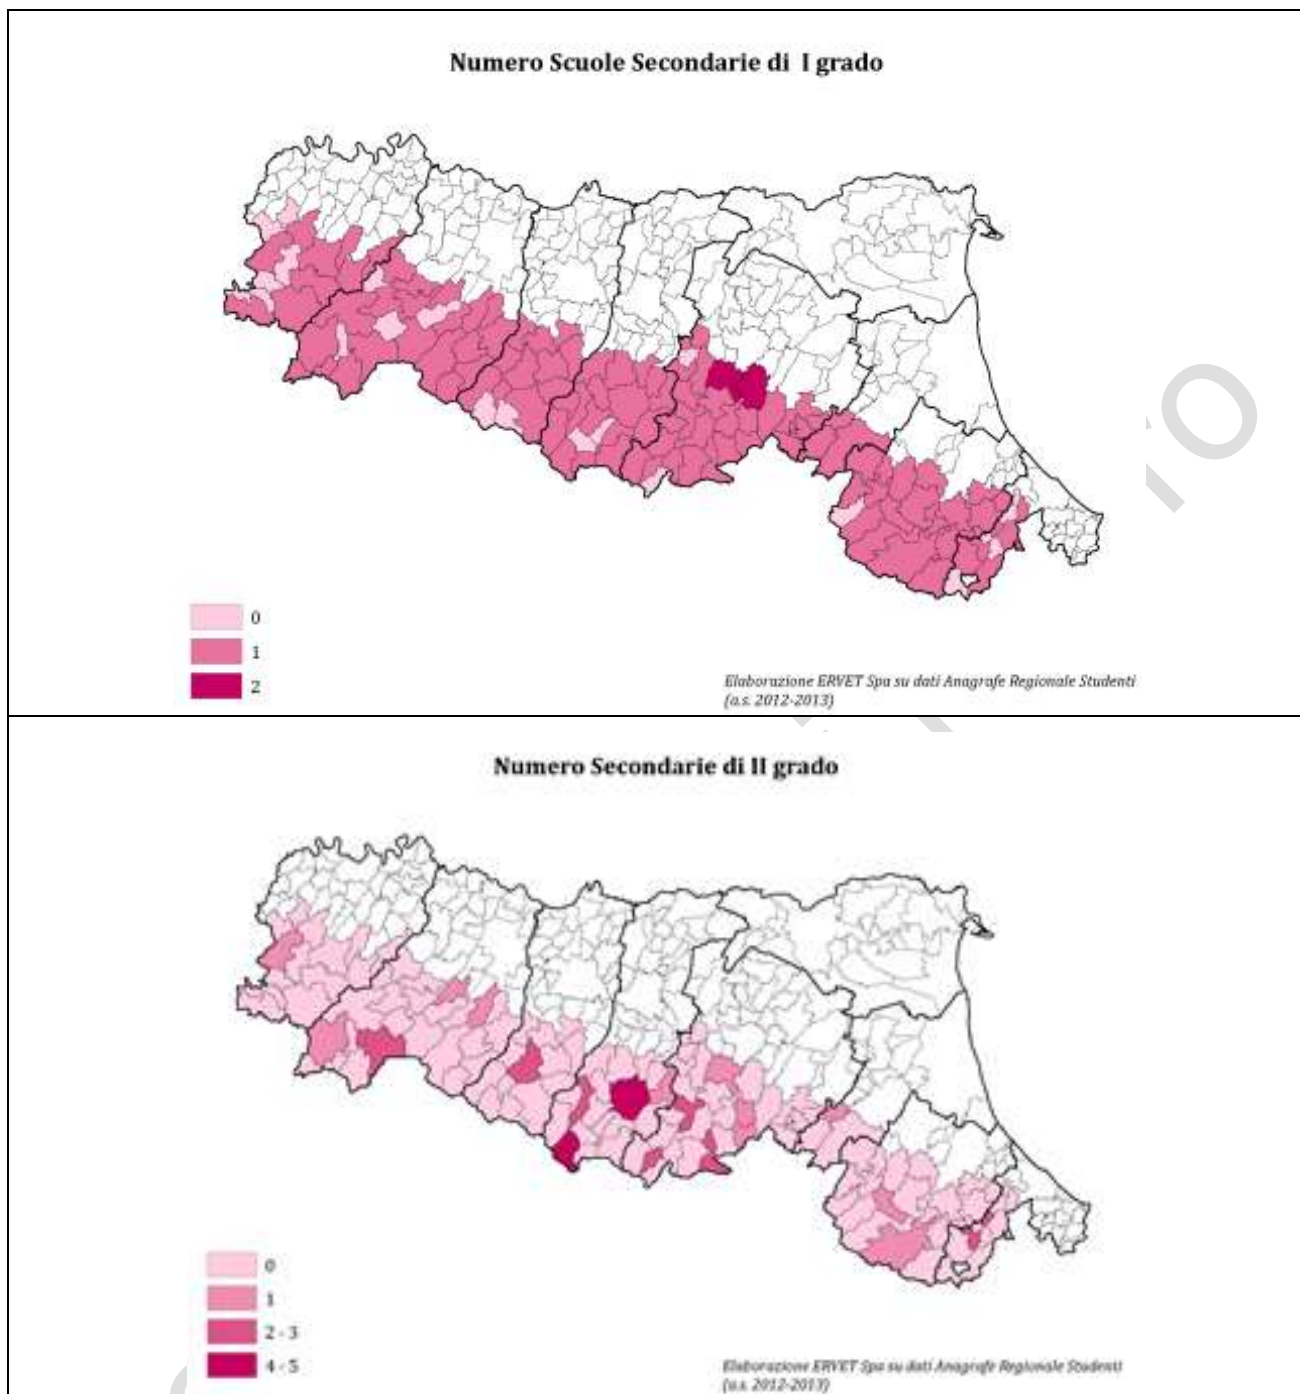 Numero Scuole Secondarie di I grado
0
1
2
Elaborazione ERVET Spa su dati Anagrafe Regionale Studenti
(a.s. 2012-2013)
Numero Secondarie di II grado
0
1
2 - 3
4 - 5
Elaborazione ERVET Spa su dati Anagrafe Regionale Studenti
(a.s. 2012-2013)